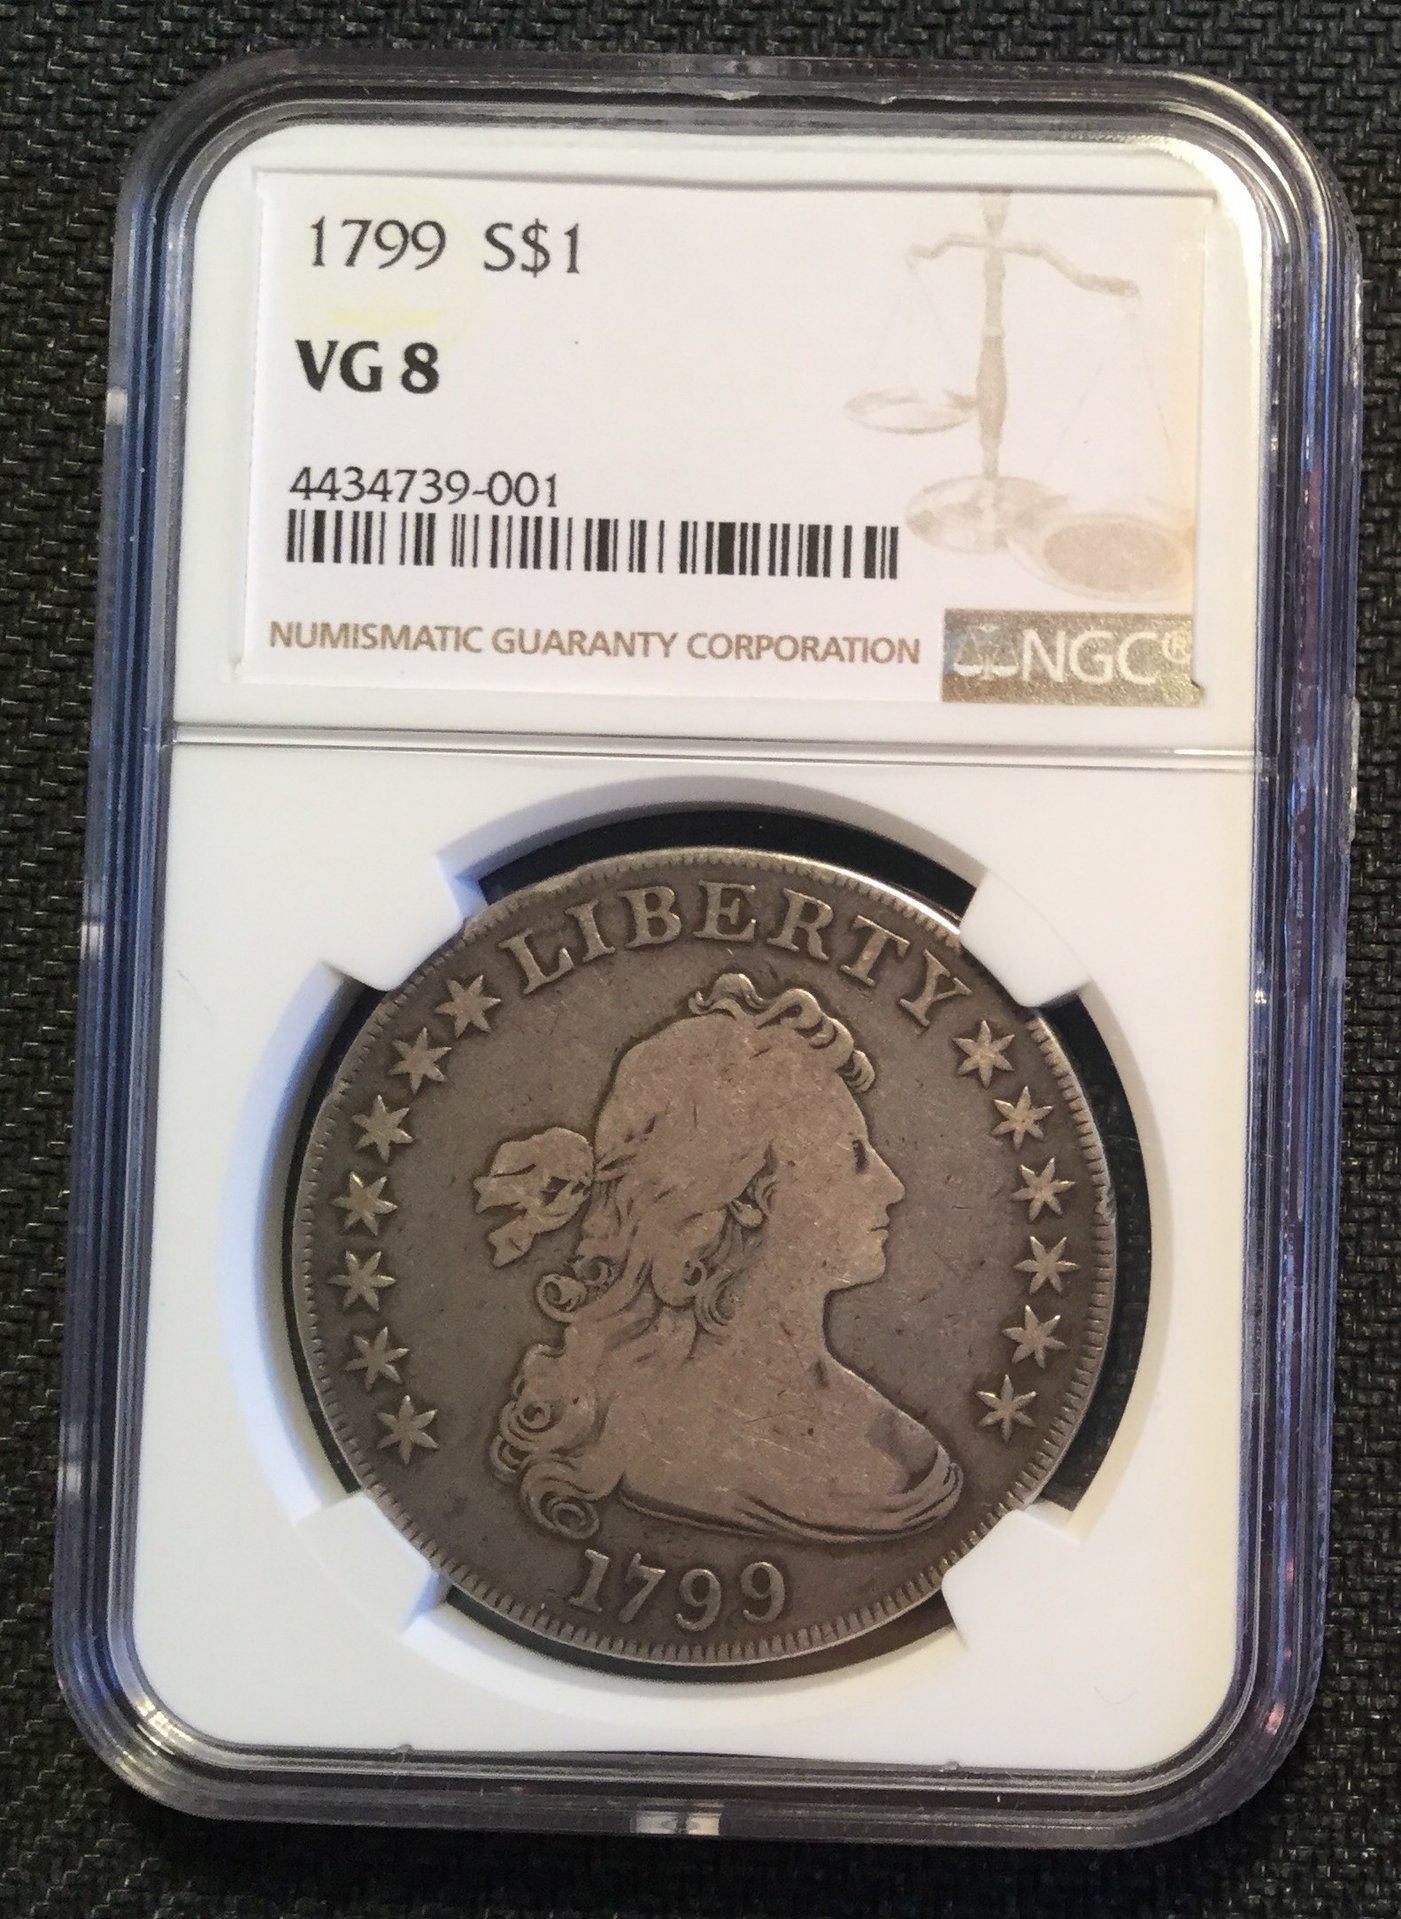 1799 S$1
VG 8
4434739-001
NUMISMATIC GUARANTY CORPORATION NGC®
LIBERTY
1799